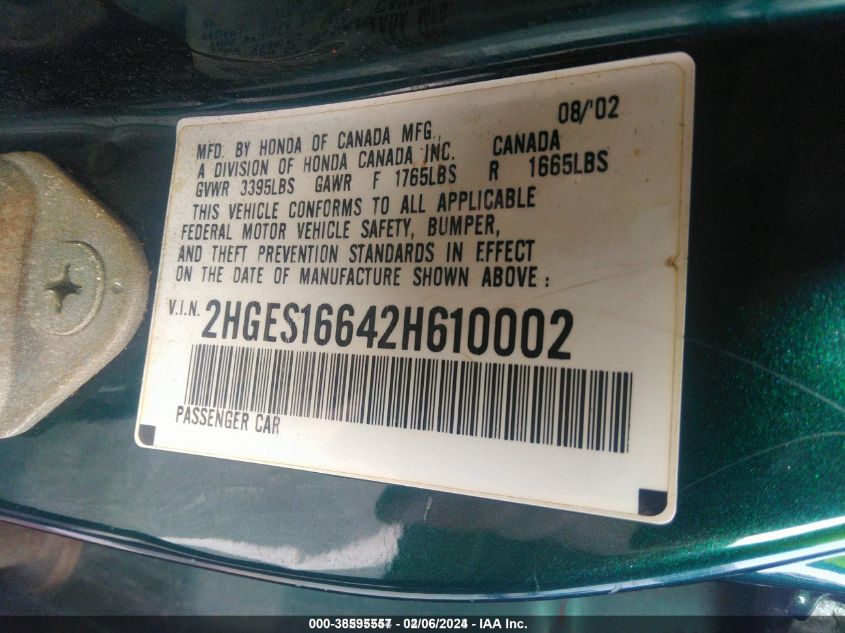 08/'02
MFD. BY HONDA OF CANADA MFG.,
A DIVISION OF HONDA CANADA INC. CANADA
GVWR 3395LBS GAWR F 1765LBS R 1665LBS
THIS VEHICLE CONFORMS TO ALL APPLICABLE
FEDERAL MOTOR VEHICLE SAFETY, BUMPER,
AND THEFT PREVENTION STANDARDS IN EFFECT
ON THE DATE OF MANUFACTURE SHOWN ABOVE:
V.I.N. 2HGES16642H610002
PASSENGER CAR
000-38595557 - 02/06/2024 - IAA Inc.